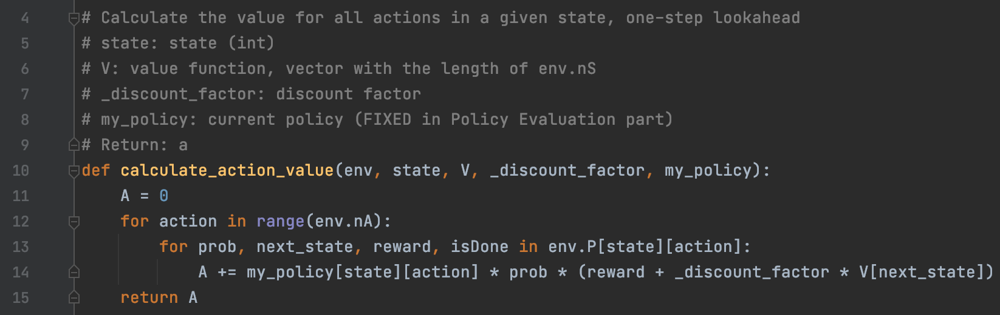 4 # Calculate the value for all actions in a given state, one-step lookahead
5 # state: state (int)
6 # V: value function, vector with the length of env.nS
7 # _discount_factor: discount factor
8 # my_policy: current policy (FIXED in Policy Evaluation part)
9 # Return: a
10 def calculate_action_value(env, state, V, _discount_factor, my_policy):
11     A = 0
12     for action in range(env.nA):
13         for prob, next_state, reward, isDone in env.P[state][action]:
14             A += my_policy[state][action] * prob * (reward + _discount_factor * V[next_state])
15     return A